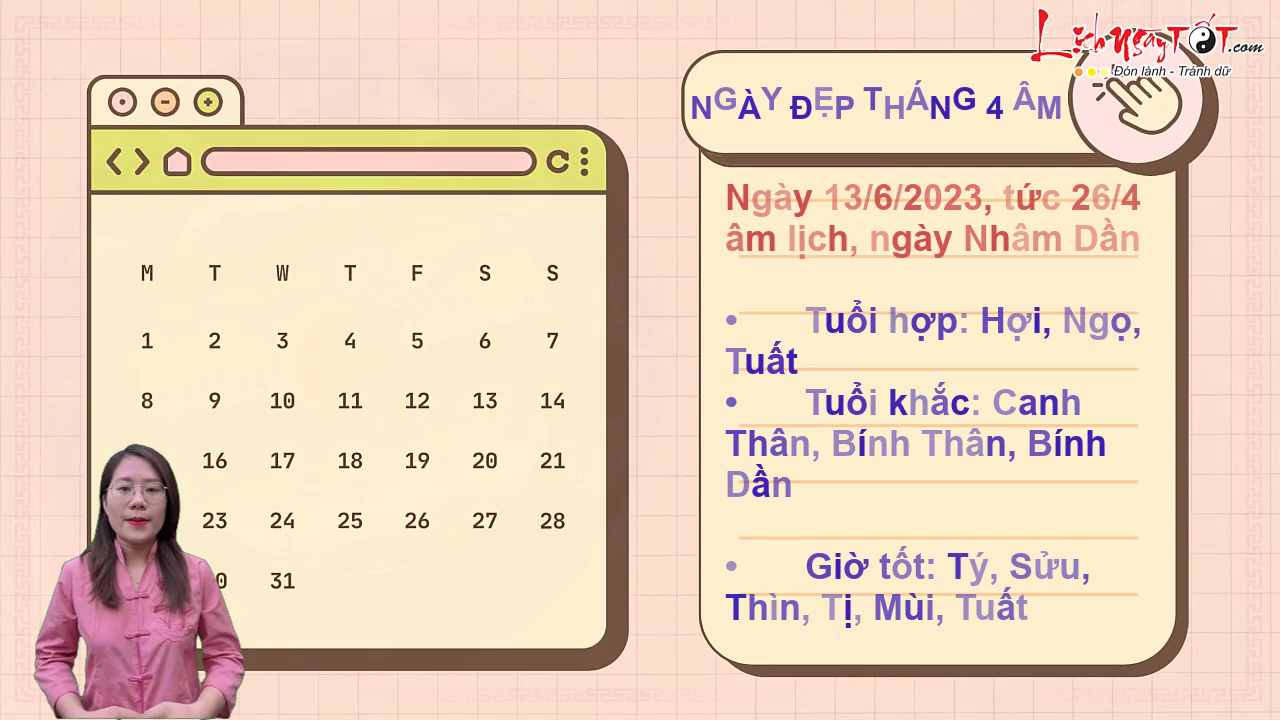 LịchNgàyTỐT.com
Đón lành - Tránh dữ
NGÀY ĐẸP THÁNG 4 ÂM
Ngày 13/6/2023, tức 26/4
âm lịch, ngày Nhâm Dần
• Tuổi hợp: Hợi, Ngọ,
Tuất
• Tuổi khắc: Canh
Thân, Bính Thân, Bính
Dần
• Giờ tốt: Tý, Sửu,
Thìn, Tị, Mùi, Tuất
M T W T F S S
1 2 3 4 5 6 7
8 9 10 11 12 13 14
16 17 18 19 20 21
23 24 25 26 27 28
31